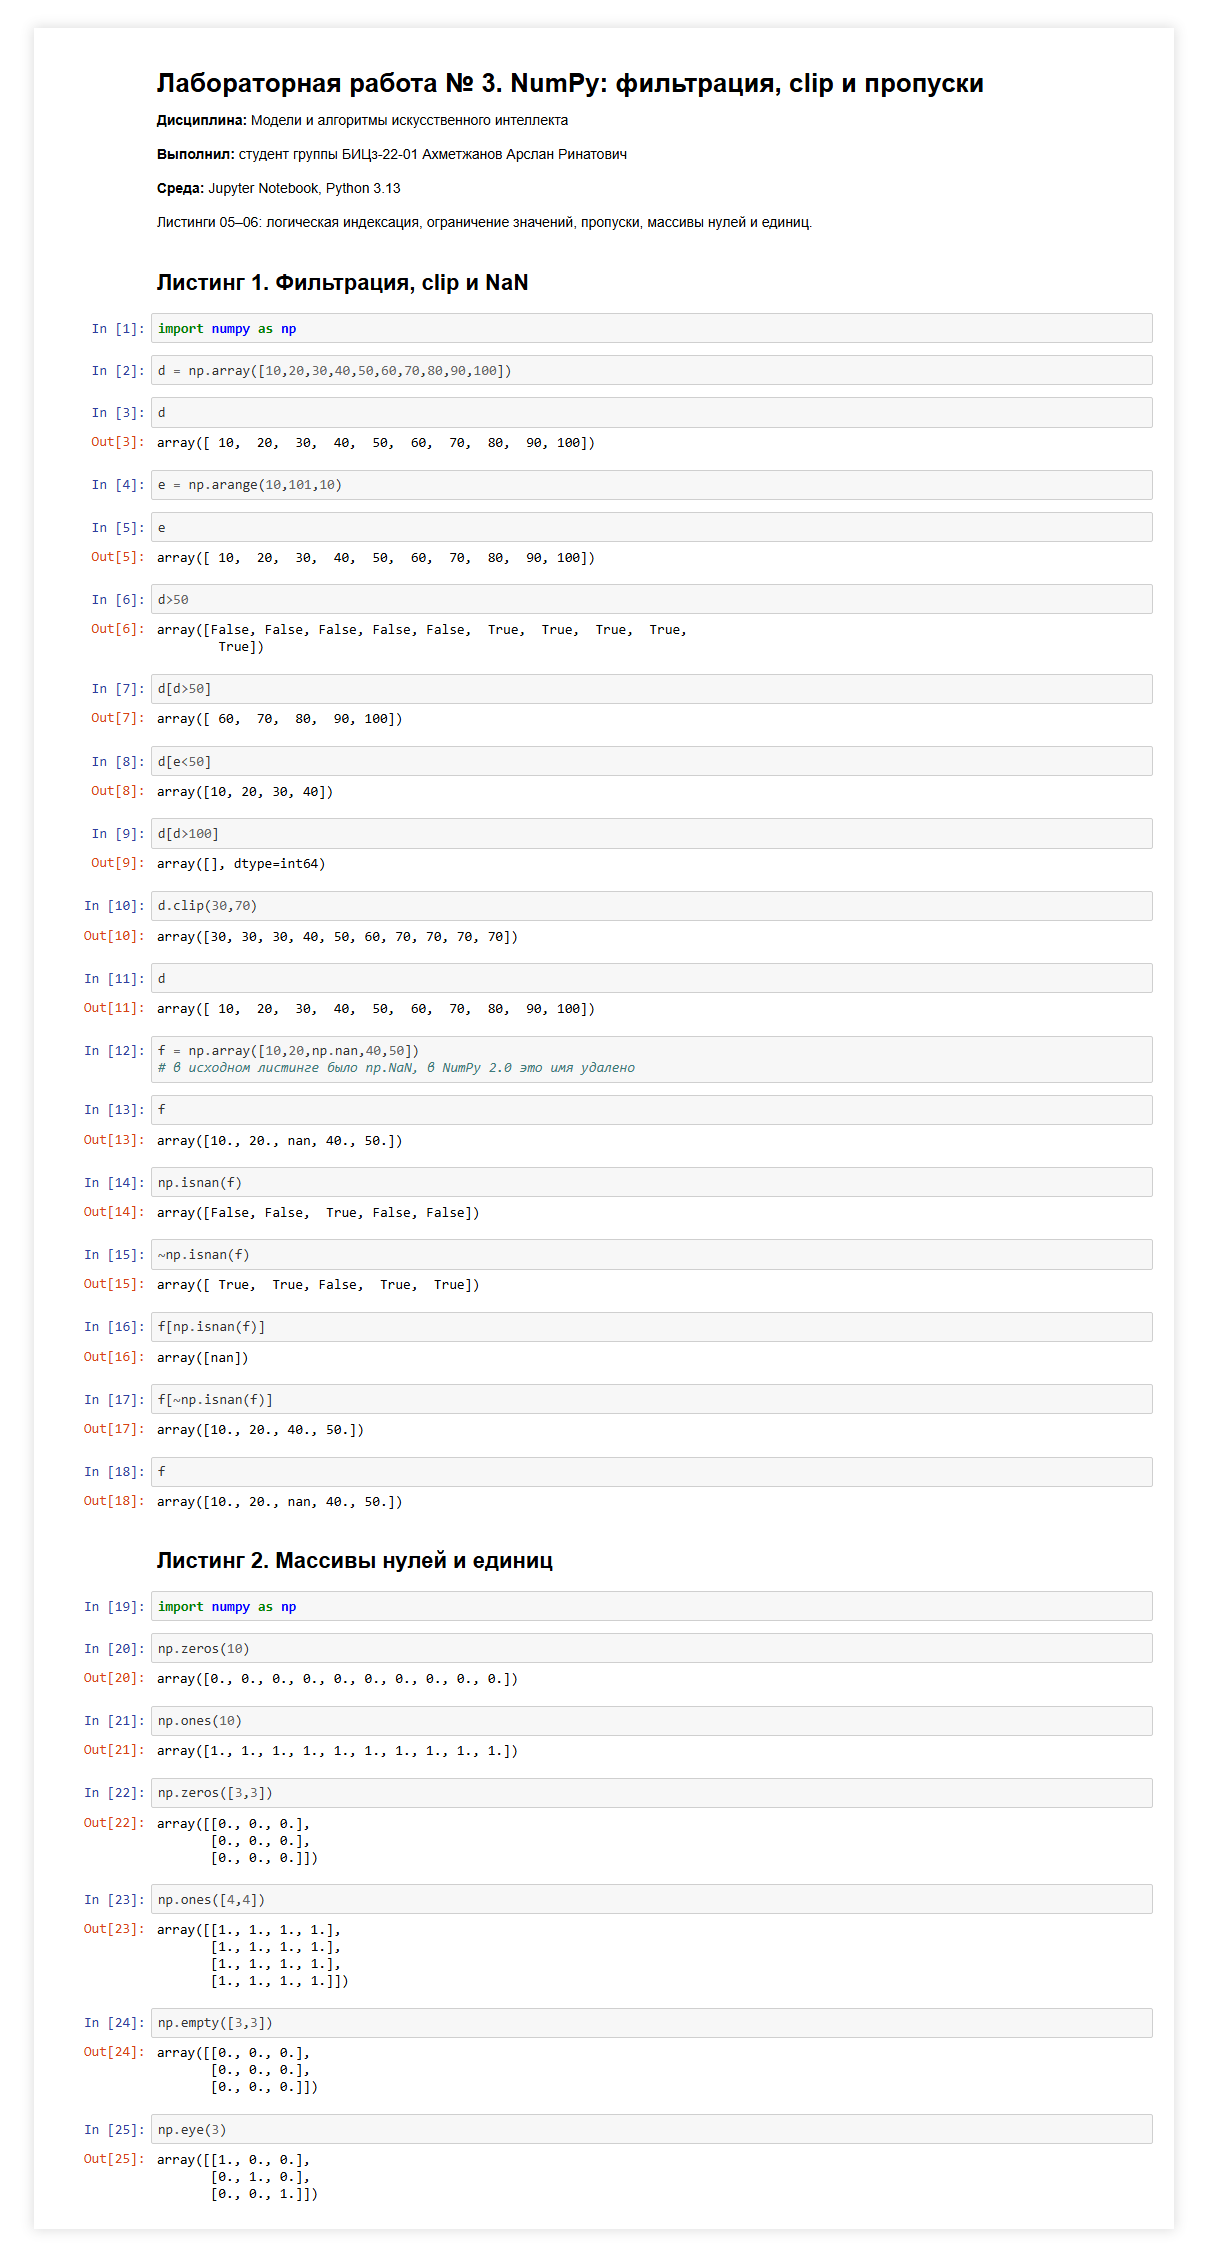 Лабораторная работа № 3. NumPy: фильтрация, clip и пропуски
Дисциплина: Модели и алгоритмы искусственного интеллекта
Выполнил: студент группы БИЦз-22-01 Ахметжанов Арслан Ринатович
Среда: Jupyter Notebook, Python 3.13
Листинги 05–06: логическая индексация, ограничение значений, пропуски, массивы нулей и единиц.
Листинг 1. Фильтрация, clip и NaN
In [1]: import numpy as np
In [2]: d = np.array([10,20,30,40,50,60,70,80,90,100])
In [3]: d
Out[3]: array([ 10,  20,  30,  40,  50,  60,  70,  80,  90, 100])
In [4]: e = np.arange(10,101,10)
In [5]: e
Out[5]: array([ 10,  20,  30,  40,  50,  60,  70,  80,  90, 100])
In [6]: d>50
Out[6]: array([False, False, False, False, False,  True,  True,  True,  True,
        True])
In [7]: d[d>50]
Out[7]: array([ 60,  70,  80,  90, 100])
In [8]: d[e<50]
Out[8]: array([10, 20, 30, 40])
In [9]: d[d>100]
Out[9]: array([], dtype=int64)
In [10]: d.clip(30,70)
Out[10]: array([30, 30, 30, 40, 50, 60, 70, 70, 70, 70])
In [11]: d
Out[11]: array([ 10,  20,  30,  40,  50,  60,  70,  80,  90, 100])
In [12]: f = np.array([10,20,np.nan,40,50])
# в исходном листинге было np.NaN, в NumPy 2.0 это имя удалено
In [13]: f
Out[13]: array([10., 20., nan, 40., 50.])
In [14]: np.isnan(f)
Out[14]: array([False, False,  True, False, False])
In [15]: ~np.isnan(f)
Out[15]: array([ True,  True, False,  True,  True])
In [16]: f[np.isnan(f)]
Out[16]: array([nan])
In [17]: f[~np.isnan(f)]
Out[17]: array([10., 20., 40., 50.])
In [18]: f
Out[18]: array([10., 20., nan, 40., 50.])
Листинг 2. Массивы нулей и единиц
In [19]: import numpy as np
In [20]: np.zeros(10)
Out[20]: array([0., 0., 0., 0., 0., 0., 0., 0., 0., 0.])
In [21]: np.ones(10)
Out[21]: array([1., 1., 1., 1., 1., 1., 1., 1., 1., 1.])
In [22]: np.zeros([3,3])
Out[22]: array([[0., 0., 0.],
       [0., 0., 0.],
       [0., 0., 0.]])
In [23]: np.ones([4,4])
Out[23]: array([[1., 1., 1., 1.],
       [1., 1., 1., 1.],
       [1., 1., 1., 1.],
       [1., 1., 1., 1.]])
In [24]: np.empty([3,3])
Out[24]: array([[0., 0., 0.],
       [0., 0., 0.],
       [0., 0., 0.]])
In [25]: np.eye(3)
Out[25]: array([[1., 0., 0.],
       [0., 1., 0.],
       [0., 0., 1.]])